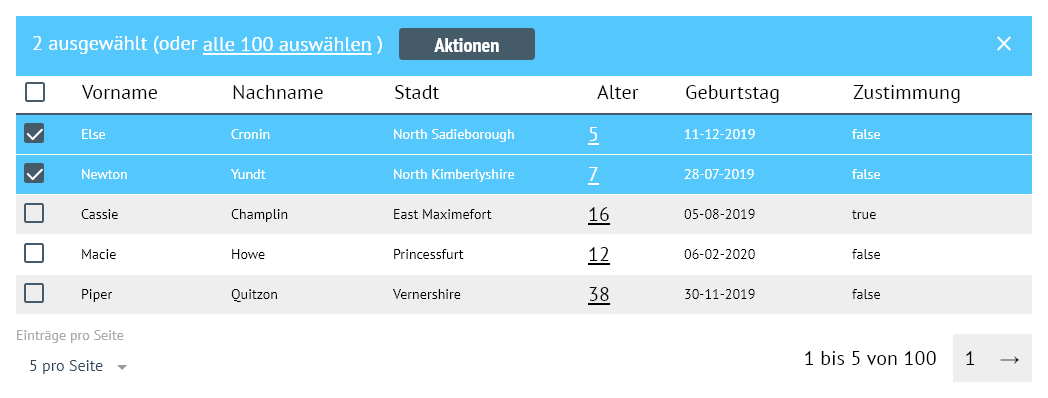 2 ausgewählt (oder alle 100 auswählen ) Aktionen
Vorname Nachname Stadt Alter Geburtstag Zustimmung
Else Cronin North Sadieborough 5 11-12-2019 false
Newton Yundt North Kimberlyshire 7 28-07-2019 false
Cassie Champlin East Maximefort 16 05-08-2019 true
Macie Howe Princessfurt 12 06-02-2020 false
Piper Quitzon Vernershire 38 30-11-2019 false
Einträge pro Seite
5 pro Seite
1 bis 5 von 100 1 →